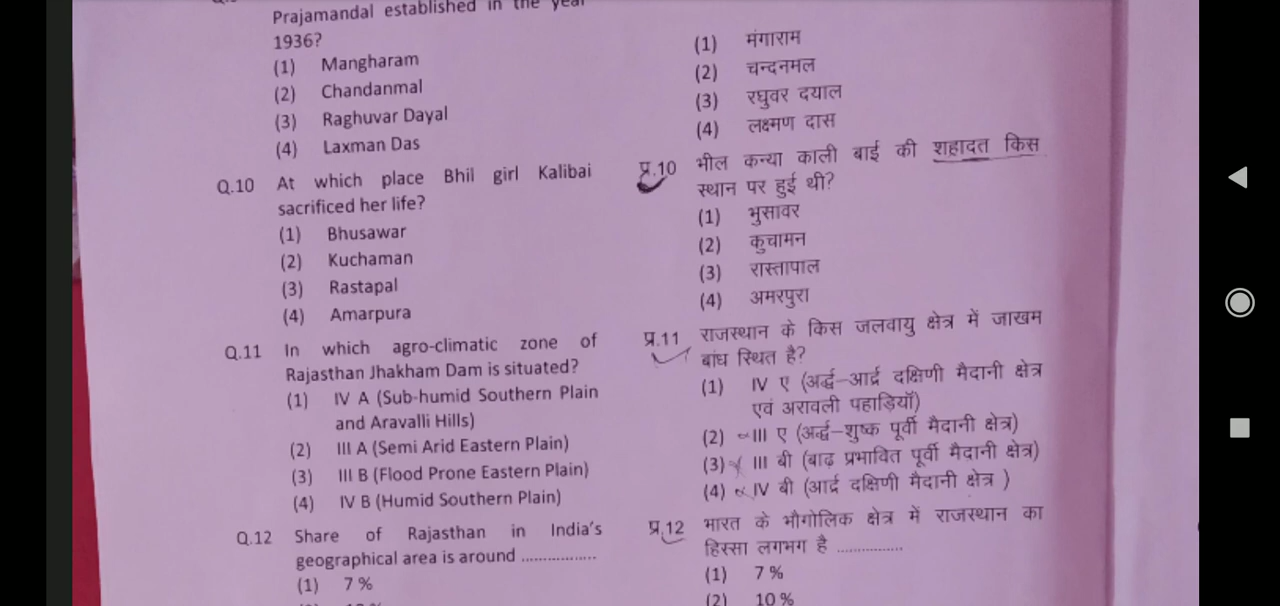 Prajamandal established in the year
1936?
(1) Mangharam
(2) Chandanmal
(3) Raghuvar Dayal
(4) Laxman Das
Q.10 At which place Bhil girl Kalibai
sacrificed her life?
(1) Bhusawar
(2) Kuchaman
(3) Rastapal
(4) Amarpura
Q.11 In which agro-climatic zone of
Rajasthan Jhakham Dam is situated?
(1) IV A (Sub-humid Southern Plain
and Aravalli Hills)
(2) III A (Semi Arid Eastern Plain)
(3) III B (Flood Prone Eastern Plain)
(4) IV B (Humid Southern Plain)
Q.12 Share of Rajasthan in India's
geographical area is around .................
(1) 7 %
(1) मंगाराम
(2) चन्दनमल
(3) रघुवर दयाल
(4) लक्ष्मण दास
प्र.10 भील कन्या काली बाई की शहादत किस
स्थान पर हुई थी?
(1) भुसावर
(2) कुचामन
(3) रास्तापाल
(4) अमरपुरा
प्र.11 राजस्थान के किस जलवायु क्षेत्र में जाखम
बांध स्थित है?
(1) IV ए (अर्द्ध–आर्द्र दक्षिणी मैदानी क्षेत्र
एवं अरावली पहाड़ियॉ)
(2) III ए (अर्द्ध–शुष्क पूर्वी मैदानी क्षेत्र)
(3) III बी (बाढ़ प्रभावित पूर्वी मैदानी क्षेत्र)
(4) IV बी (आर्द्र दक्षिणी मैदानी क्षेत्र )
प्र.12 भारत के भौगोलिक क्षेत्र में राजस्थान का
हिस्सा लगभग है ................
(1) 7 %
(2) 10 %